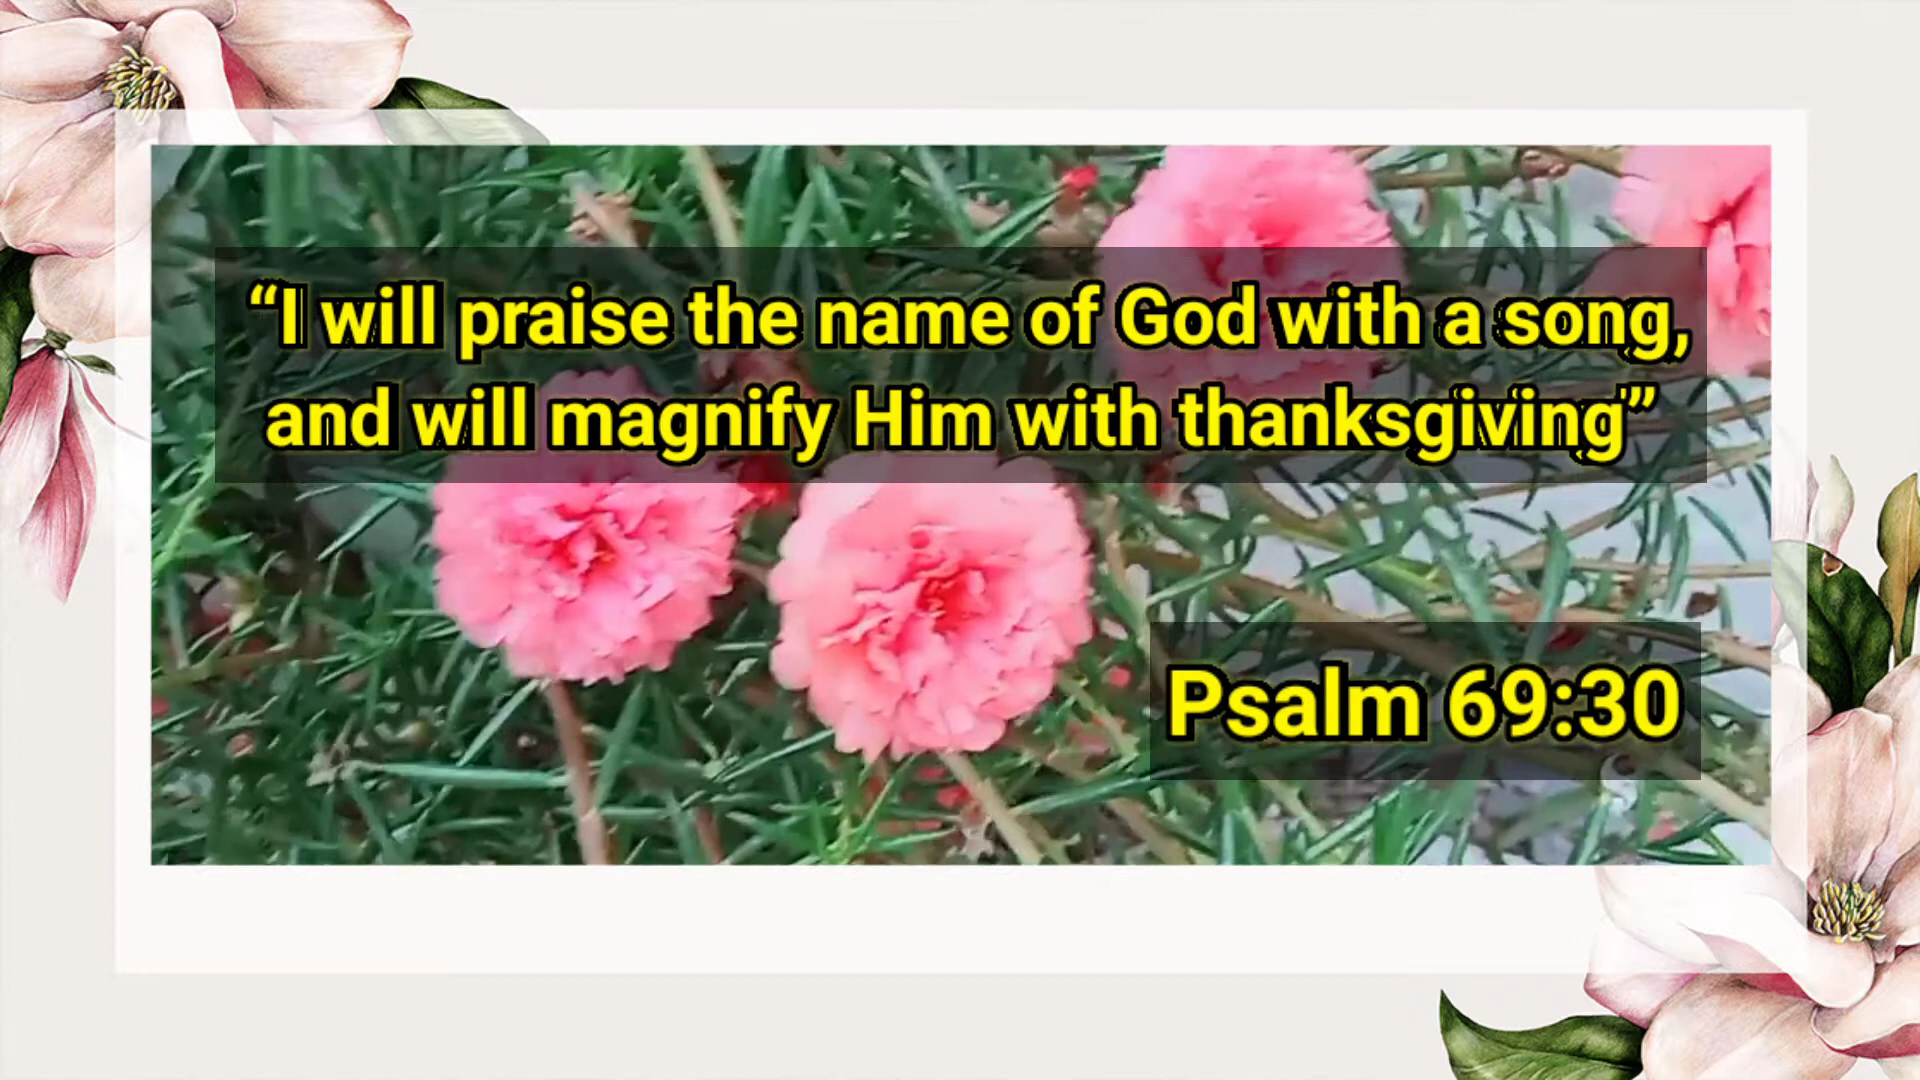 “I will praise the name of God with a song,
and will magnify Him with thanksgiving”
Psalm 69:30